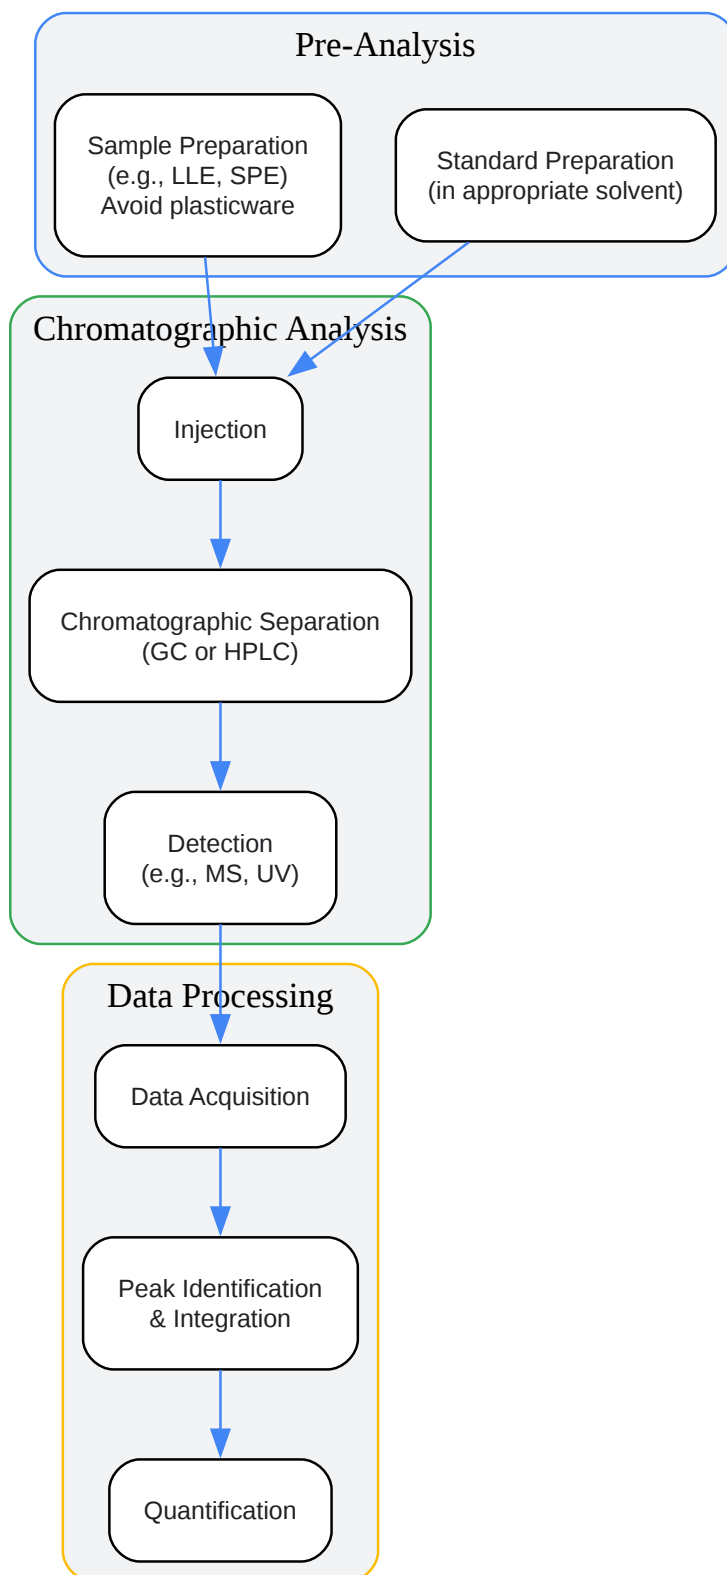 Pre-Analysis
Sample Preparation
(e.g., LLE, SPE)
Avoid plasticware
Standard Preparation
(in appropriate solvent)
Chromatographic Analysis
Injection
Chromatographic Separation
(GC or HPLC)
Detection
(e.g., MS, UV)
Data Processing
Data Acquisition
Peak Identification
& Integration
Quantification